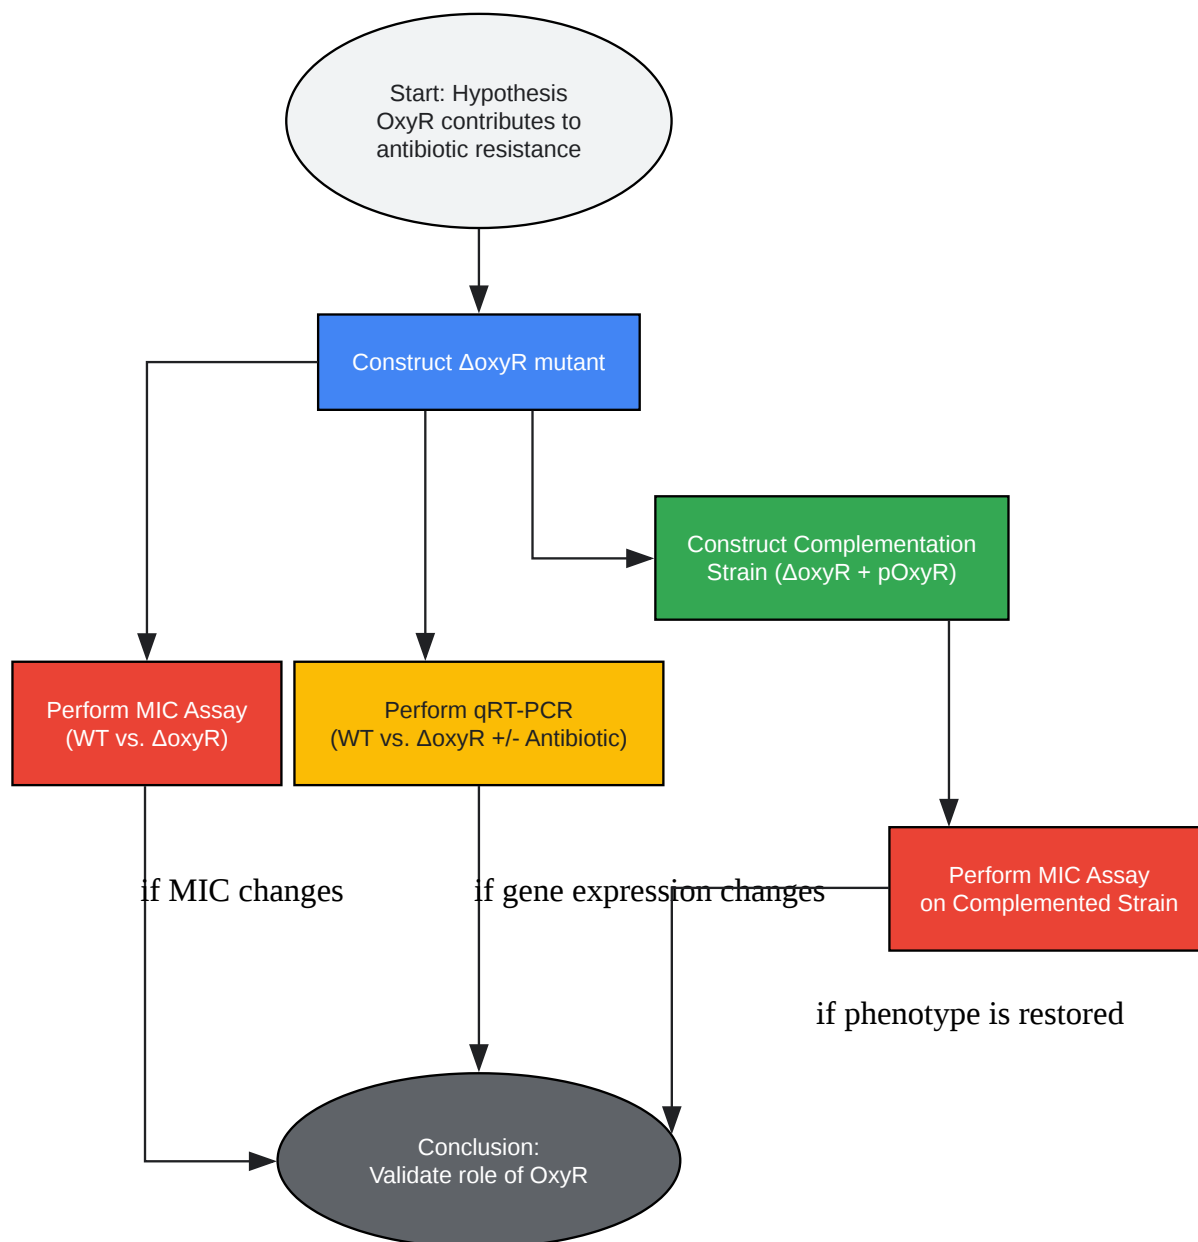 Start: Hypothesis
OxyR contributes to
antibiotic resistance
Construct ΔoxyR mutant
Construct Complementation
Strain (ΔoxyR + pOxyR)
Perform MIC Assay
(WT vs. ΔoxyR)
Perform qRT-PCR
(WT vs. ΔoxyR +/- Antibiotic)
if MIC changes
if gene expression changes
Perform MIC Assay
on Complemented Strain
if phenotype is restored
Conclusion:
Validate role of OxyR